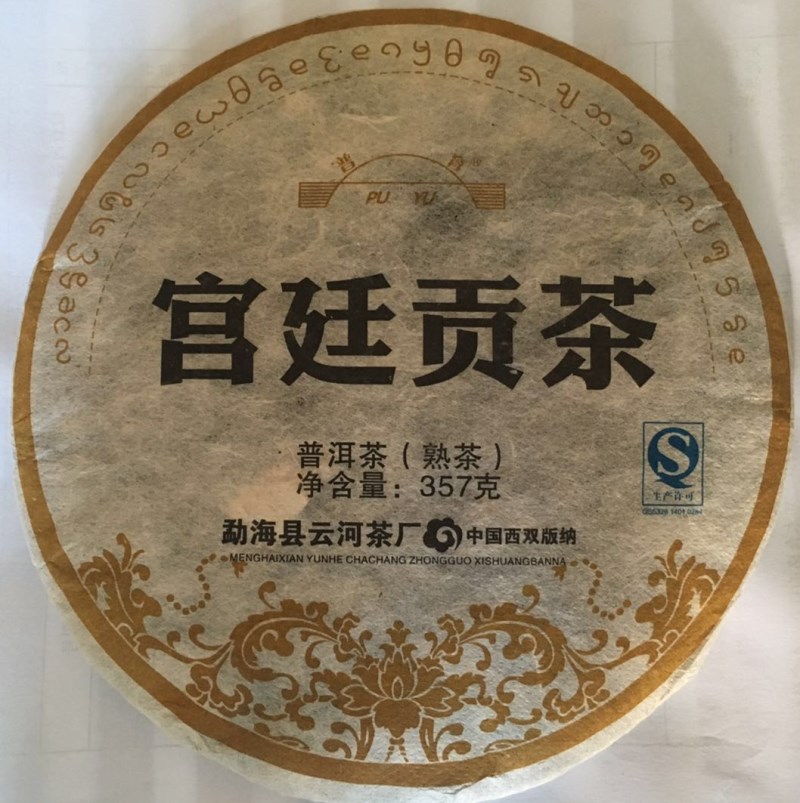 普育
PU YU
宫廷贡茶
普洱茶（熟茶）
净含量：357克
生产许可
勐海县云河茶厂 中国西双版纳
MENGHAIXIAN YUNHE CHACHANG ZHONGGUO XISHUANGBANNA